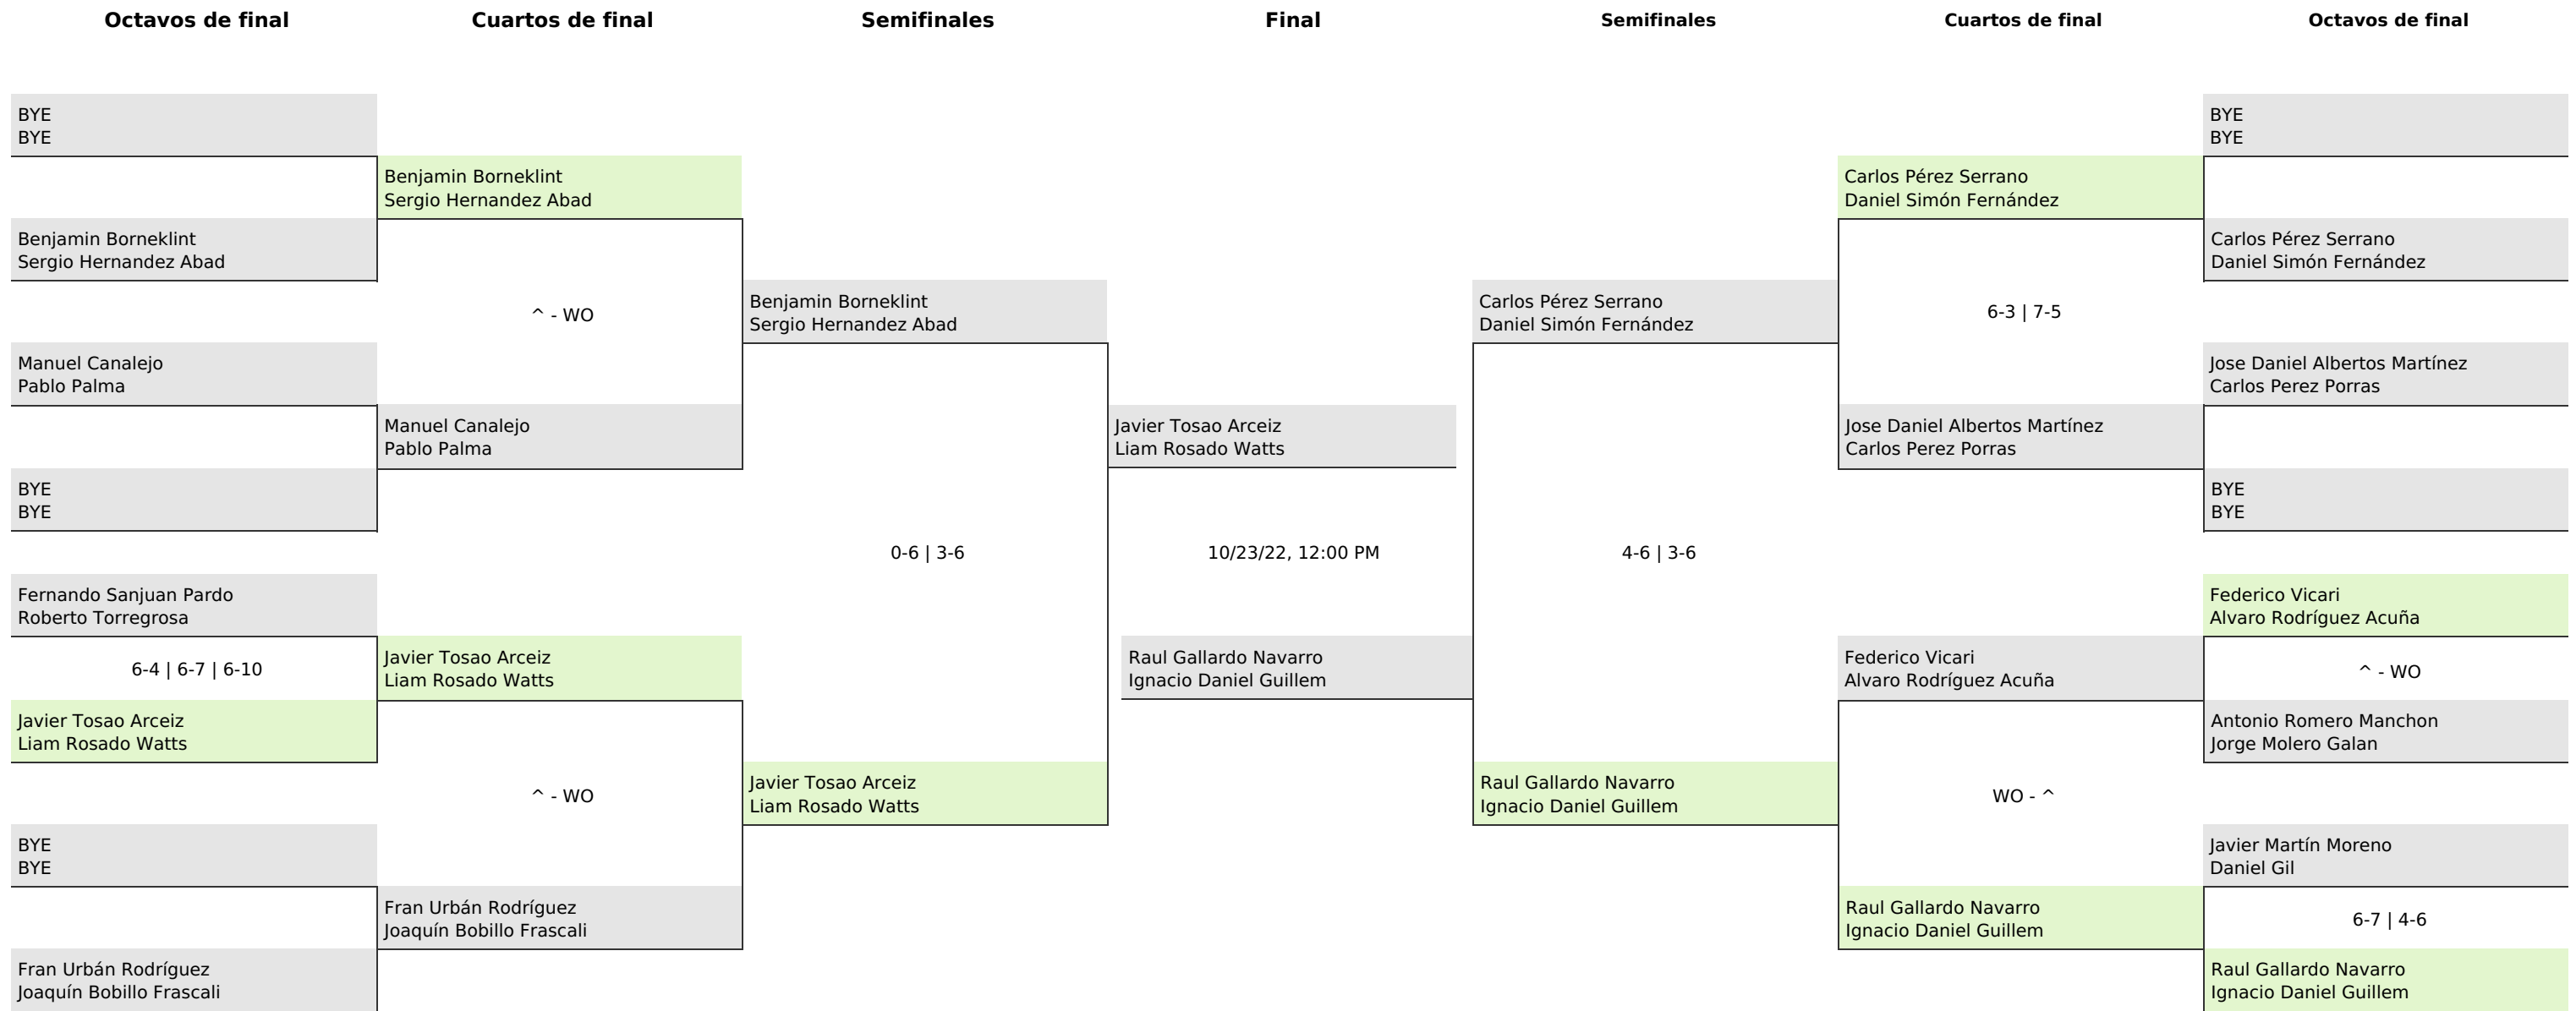 Octavos de final
Cuartos de final
Semifinales
Final
Semifinales
Cuartos de final
Octavos de final
BYE
BYE
Benjamin Borneklint
Sergio Hernandez Abad
Manuel Canalejo
Pablo Palma
BYE
BYE
Fernando Sanjuan Pardo
Roberto Torregrosa
6-4 | 6-7 | 6-10
Javier Tosao Arceiz
Liam Rosado Watts
BYE
BYE
Fran Urbán Rodríguez
Joaquín Bobillo Frascali
Benjamin Borneklint
Sergio Hernandez Abad
^ - WO
Manuel Canalejo
Pablo Palma
Javier Tosao Arceiz
Liam Rosado Watts
^ - WO
Fran Urbán Rodríguez
Joaquín Bobillo Frascali
Benjamin Borneklint
Sergio Hernandez Abad
0-6 | 3-6
Javier Tosao Arceiz
Liam Rosado Watts
Javier Tosao Arceiz
Liam Rosado Watts
10/23/22, 12:00 PM
Raul Gallardo Navarro
Ignacio Daniel Guillem
Carlos Pérez Serrano
Daniel Simón Fernández
4-6 | 3-6
Raul Gallardo Navarro
Ignacio Daniel Guillem
Carlos Pérez Serrano
Daniel Simón Fernández
6-3 | 7-5
Jose Daniel Albertos Martínez
Carlos Perez Porras
Federico Vicari
Alvaro Rodríguez Acuña
WO - ^
Raul Gallardo Navarro
Ignacio Daniel Guillem
BYE
BYE
Carlos Pérez Serrano
Daniel Simón Fernández
Jose Daniel Albertos Martínez
Carlos Perez Porras
BYE
BYE
Federico Vicari
Alvaro Rodríguez Acuña
^ - WO
Antonio Romero Manchon
Jorge Molero Galan
Javier Martín Moreno
Daniel Gil
6-7 | 4-6
Raul Gallardo Navarro
Ignacio Daniel Guillem